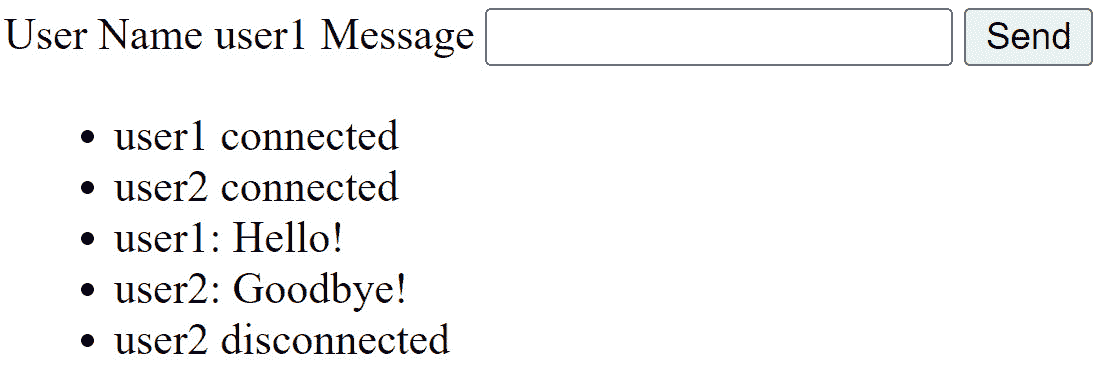 User Name user1 Message Send
user1 connected
user2 connected
user1: Hello!
user2: Goodbye!
user2 disconnected